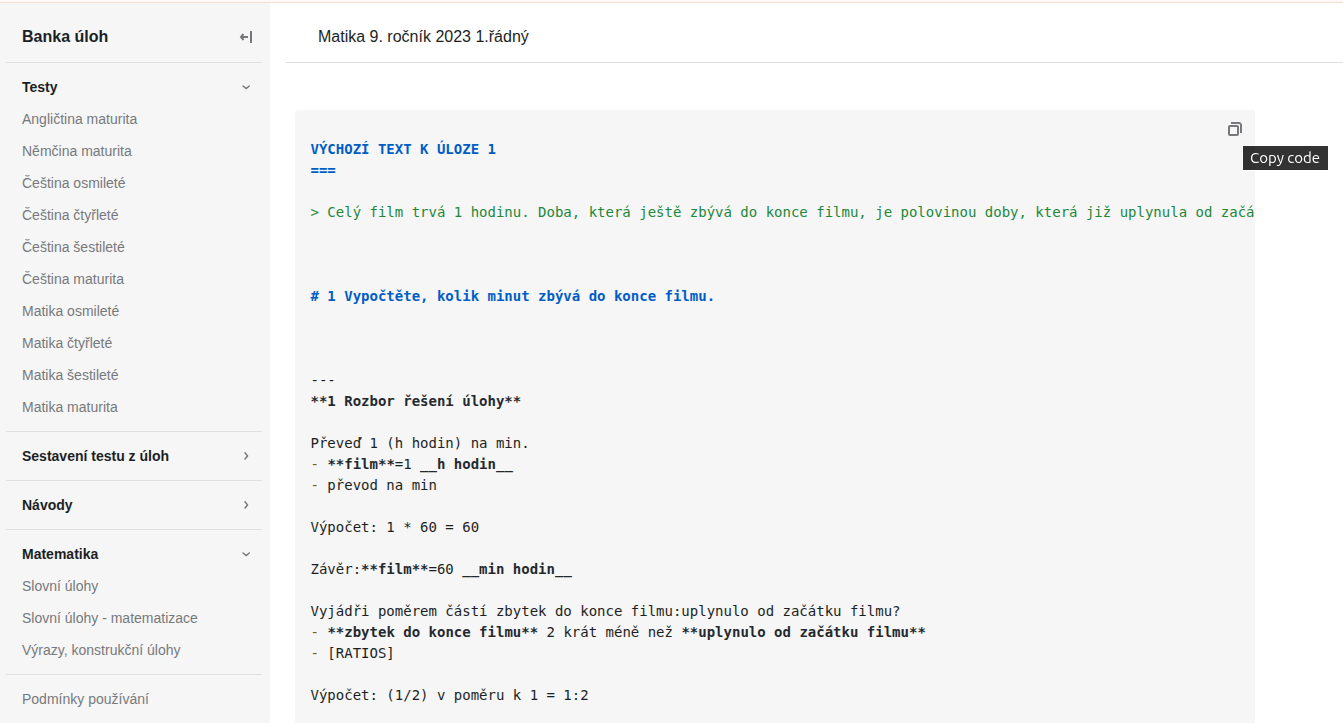 Banka úloh
Testy
Angličtina maturita
Němčina maturita
Čeština osmileté
Čeština čtyřleté
Čeština šestileté
Čeština maturita
Matika osmileté
Matika čtyřleté
Matika šestileté
Matika maturita
Sestavení testu z úloh
Návody
Matematika
Slovní úlohy
Slovní úlohy - matematizace
Výrazy, konstrukční úlohy
Podmínky používání
Matika 9. ročník 2023 1.řádný
Copy code
VÝCHOZÍ TEXT K ÚLOZE 1
===
> Celý film trvá 1 hodinu. Doba, která ještě zbývá do konce filmu, je polovinou doby, která již uplynula od začá
# 1 Vypočtěte, kolik minut zbývá do konce filmu.
---
**1 Rozbor řešení úlohy**
Převeď 1 (h hodin) na min.
- **film**=1 __h hodin__
- převod na min
Výpočet: 1 * 60 = 60
Závěr:**film**=60 __min hodin__
Vyjádři poměrem částí zbytek do konce filmu:uplynulo od začátku filmu?
- **zbytek do konce filmu** 2 krát méně než **uplynulo od začátku filmu**
- [RATIOS]
Výpočet: (1/2) v poměru k 1 = 1:2